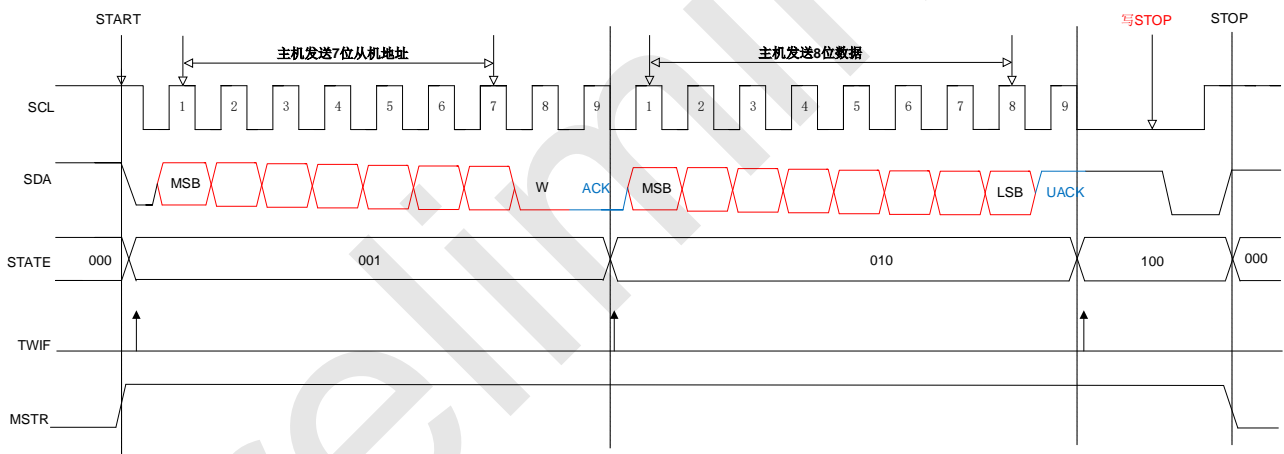 START
写STOP
STOP
主机发送7位从机地址
主机发送8位数据
SCL
1 2 3 4 5 6 7 8 9 1 2 3 4 5 6 7 8 9
SDA
MSB
W
ACK
MSB
LSB
UACK
STATE
000
001
010
100
000
TWIF
MSTR
relimi